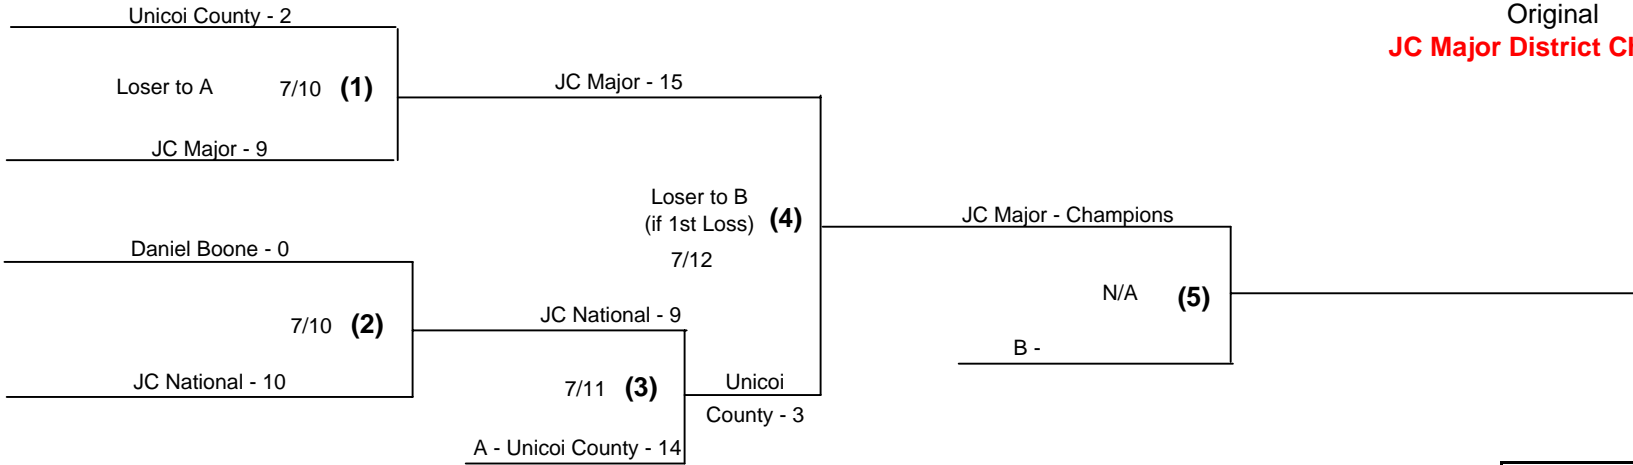 Unicoi County - 2
Original
JC Major District
Loser to A 7/10 (1)
JC Major - 15
JC Major - 9
Loser to B
(if 1st Loss) (4)
7/12
JC Major - Champions
Daniel Boone - 0
N/A (5)
7/10 (2)
JC National - 9
B -
JC National - 10
7/11 (3)
Unicoi
County - 3
A - Unicoi County - 14